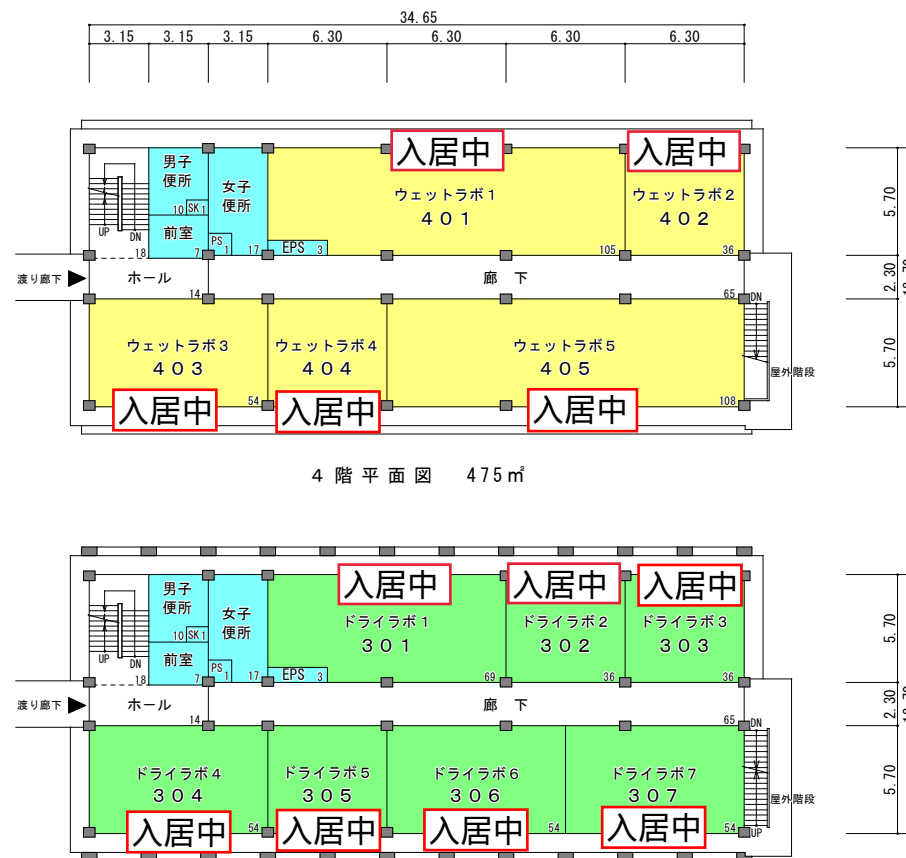 34.65
3.15 3.15 3.15 6.30 6.30 6.30 6.30
入居中 入居中
男子
便所
女子
便所
10 SK 1
前室
PS
1
7
17
EPS 3
UP DN
18
ウェットラボ1
401
105
ウェットラボ2
402
36
5.70
渡り廊下
ホール
14
廊 下
65
DN
2.30
ウェットラボ3
403
54
入居中
ウェットラボ4
404
入居中
ウェットラボ5
405
108
入居中
屋外階段
5.70
4階平面図 475㎡
入居中 入居中 入居中
男子
便所
女子
便所
10 SK 1
前室
PS
1
7
17
EPS 3
UP DN
18
ドライラボ1
301
69
ドライラボ2
302
36
ドライラボ3
303
36
5.70
渡り廊下
ホール
14
廊 下
65
DN
2.30
ドライラボ4
304
54
入居中
ドライラボ5
305
入居中
ドライラボ6
306
54
入居中
ドライラボ7
307
54
入居中
屋外階段
UP
5.70